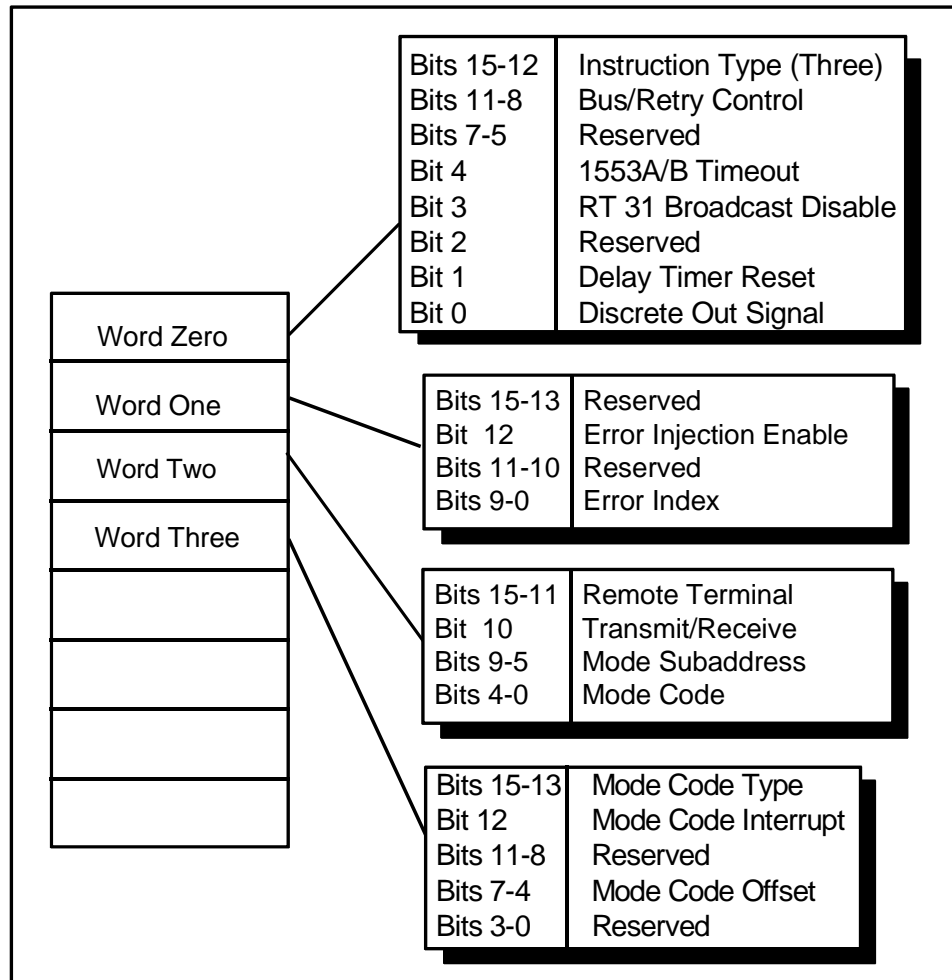 Bits 15-12 Instruction Type (Three)
Bits 11-8 Bus/Retry Control
Bits 7-5 Reserved
Bit 4 1553A/B Timeout
Bit 3 RT 31 Broadcast Disable
Bit 2 Reserved
Bit 1 Delay Timer Reset
Bit 0 Discrete Out Signal
Word Zero
Word One
Word Two
Word Three
Bits 15-13 Reserved
Bit 12 Error Injection Enable
Bits 11-10 Reserved
Bits 9-0 Error Index
Bits 15-11 Remote Terminal
Bit 10 Transmit/Receive
Bits 9-5 Mode Subaddress
Bits 4-0 Mode Code
Bits 15-13 Mode Code Type
Bit 12 Mode Code Interrupt
Bits 11-8 Reserved
Bits 7-4 Mode Code Offset
Bits 3-0 Reserved